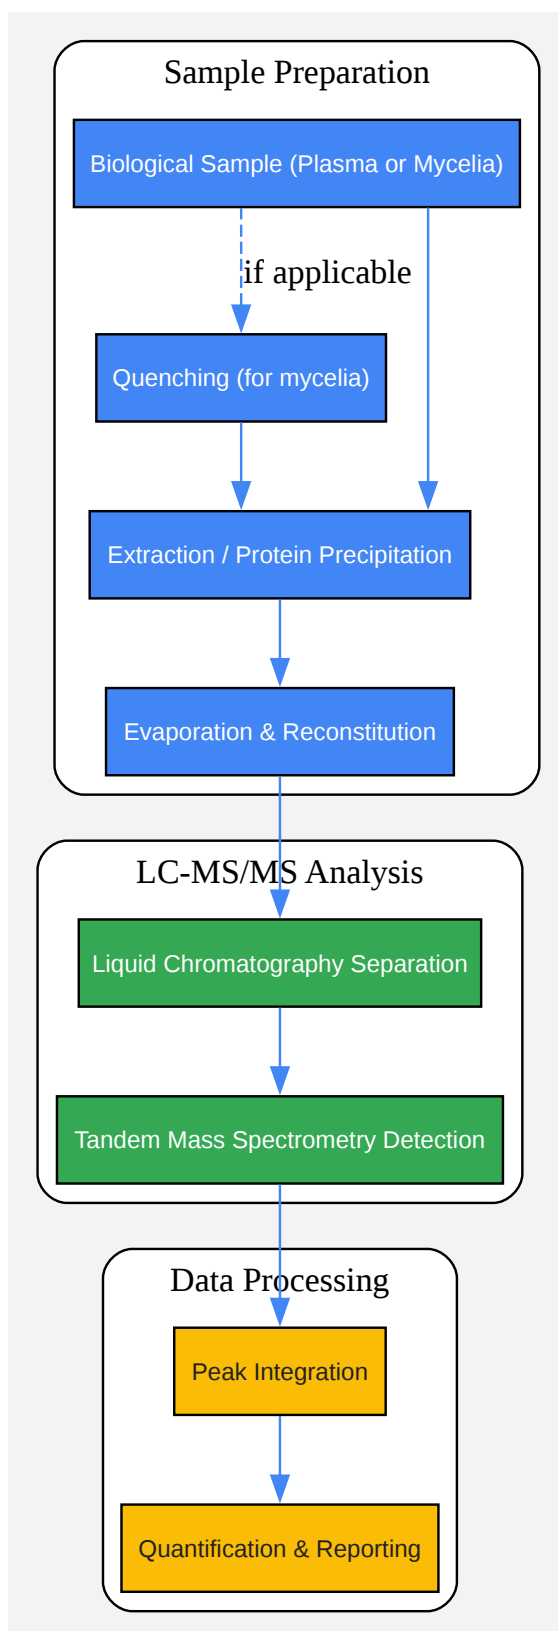 Sample Preparation
Biological Sample (Plasma or Mycelia)
if applicable
Quenching (for mycelia)
Extraction / Protein Precipitation
Evaporation & Reconstitution
LC-MS/MS Analysis
Liquid Chromatography Separation
Tandem Mass Spectrometry Detection
Data Processing
Peak Integration
Quantification & Reporting